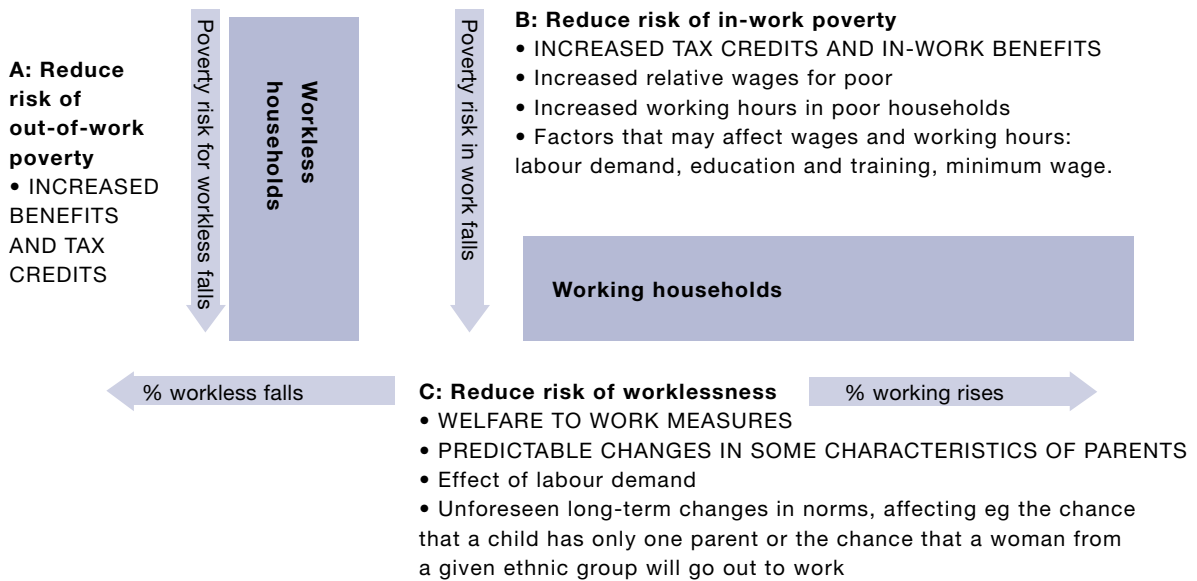 A: Reduce
risk of
out-of-work
poverty
• INCREASED
BENEFITS
AND TAX
CREDITS
Poverty risk for workless falls
Workless
households
Poverty risk in work falls
B: Reduce risk of in-work poverty
• INCREASED TAX CREDITS AND IN-WORK BENEFITS
• Increased relative wages for poor
• Increased working hours in poor households
• Factors that may affect wages and working hours:
labour demand, education and training, minimum wage.
Working households
% workless falls
C: Reduce risk of worklessness
% working rises
• WELFARE TO WORK MEASURES
• PREDICTABLE CHANGES IN SOME CHARACTERISTICS OF PARENTS
• Effect of labour demand
• Unforeseen long-term changes in norms, affecting eg the chance
that a child has only one parent or the chance that a woman from
a given ethnic group will go out to work